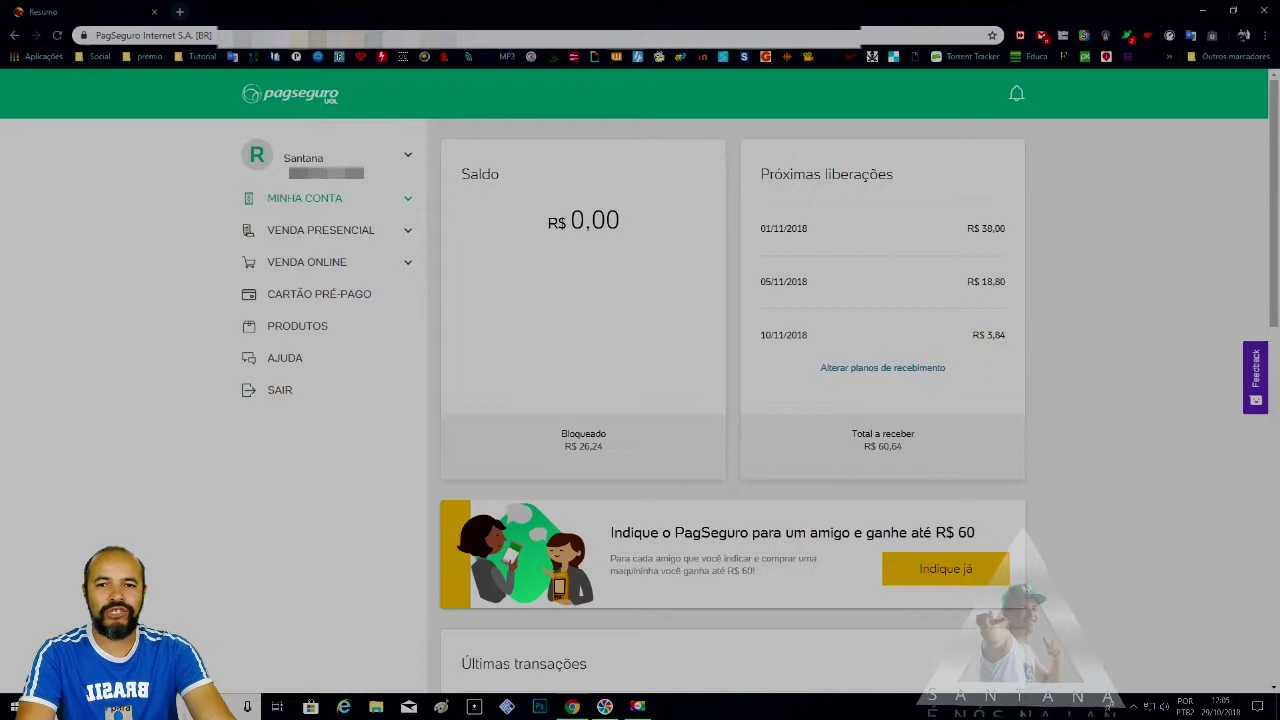 Resumo
PagSeguro Internet S.A. [BR]
Aplicações Social premio Tutorial MP3 Torrent Tracker Educa » Outros marcadores
pagseguro
UOL
R Santana
MINHA CONTA
VENDA PRESENCIAL
VENDA ONLINE
CARTÃO PRÉ-PAGO
PRODUTOS
AJUDA
SAIR
Saldo
R$ 0,00
Bloqueado
R$ 26,24
Próximas liberações
01/11/2018 R$ 38,00
05/11/2018 R$ 18,80
10/11/2018 R$ 3,84
Alterar planos de recebimento
Total a receber
R$ 60,64
Feedback
Indique o PagSeguro para um amigo e ganhe até R$ 60
Para cada amigo que você indicar e comprar uma
maquininha você ganha até R$ 60!
Indique já
Últimas transações
BRASIL
SANTANA
É NÓS NA LAN
POR
PTB2
12:05
29/10/2018